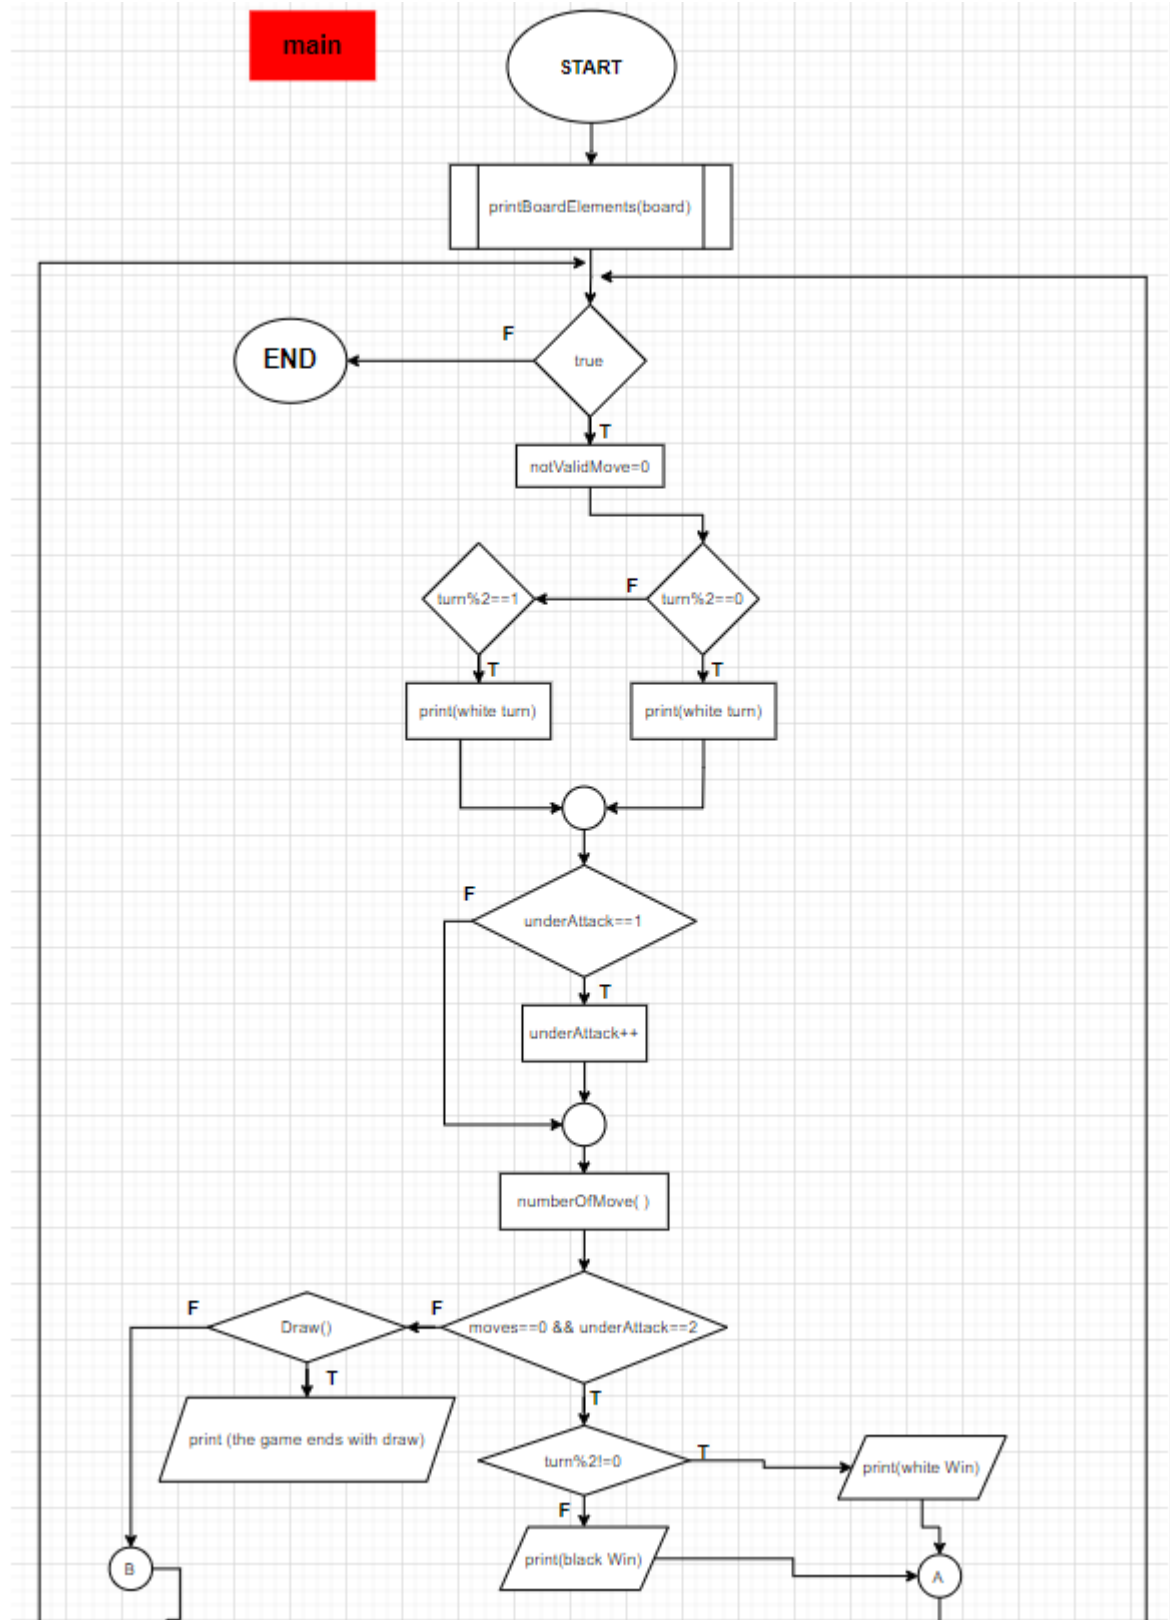 main
START
printBoardElements(board)
F
END
true
T
notValidMove=0
turn%2==1
F
turn%2==0
T
T
print(white turn)
print(white turn)
F
underAttack==1
T
underAttack++
numberOfMove( )
F
Draw()
F
moves==0 && underAttack==2
T
T
print (the game ends with draw)
turn%2!=0
T
print(white Win)
F
print(black Win)
B
A